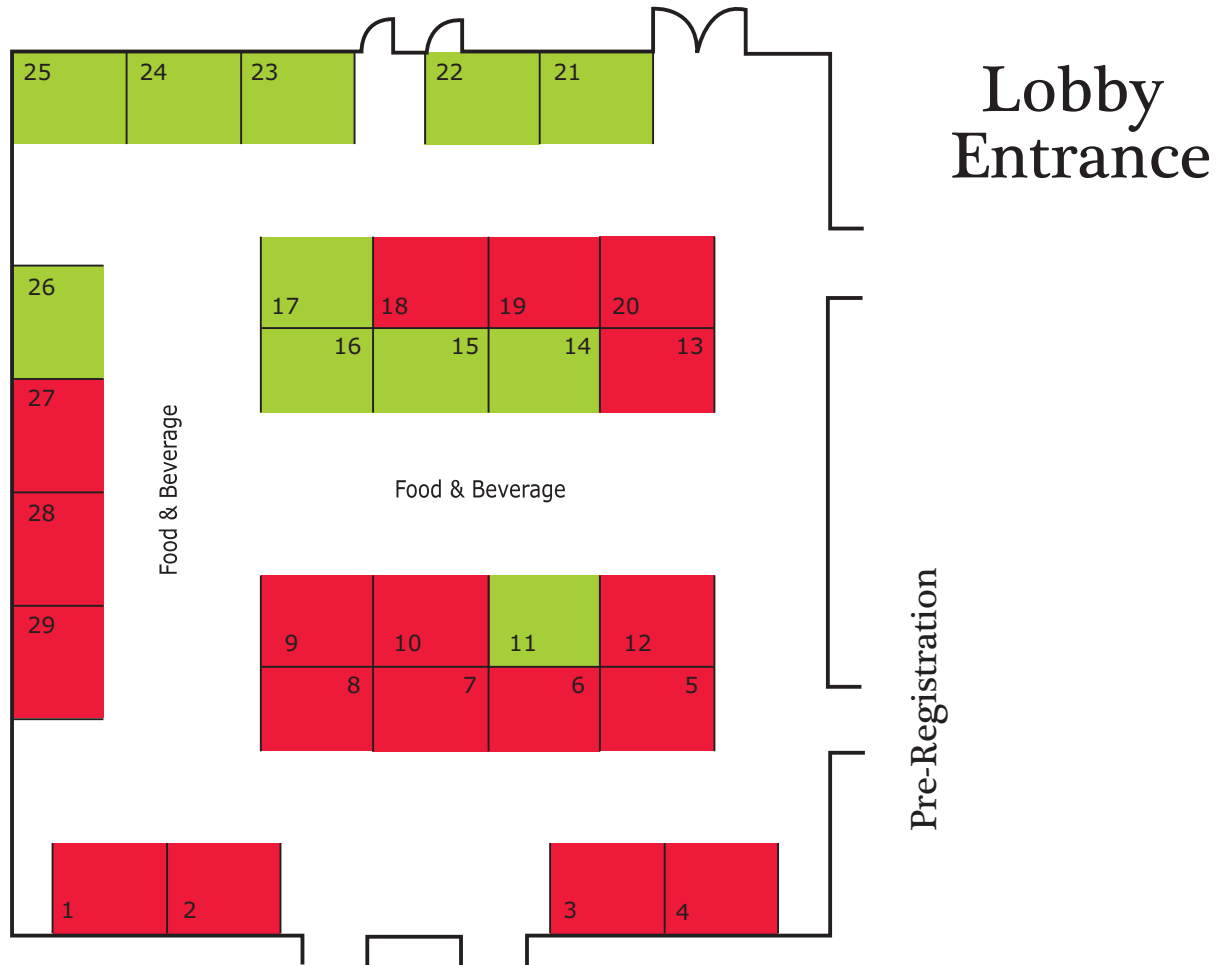 25 24 23 22 21
Lobby
Entrance
26
17 18 19 20
16 15 14 13
27
Food & Beverage
Food & Beverage
28
29
9 10 11 12
8 7 6 5
Pre-Registration
1 2 3 4